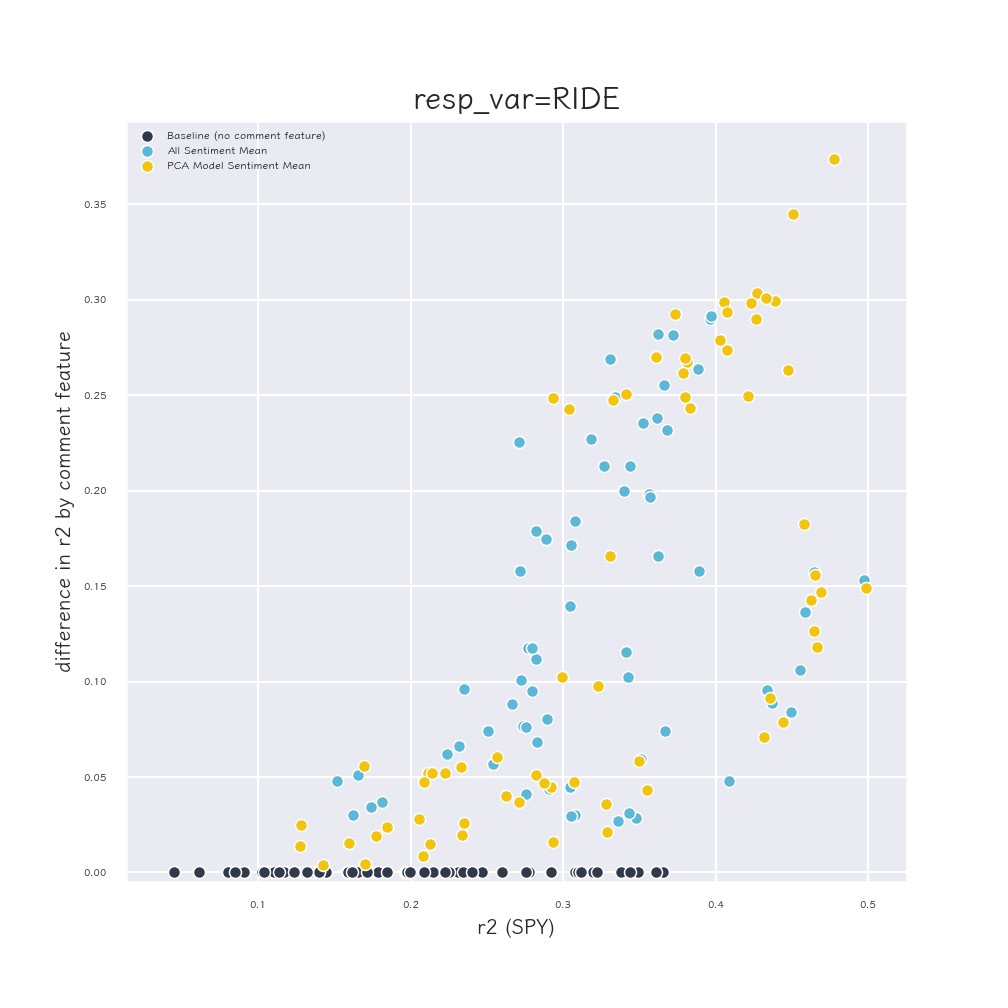 resp_var=RIDE
Baseline (no comment feature)
All Sentiment Mean
PCA Model Sentiment Mean
difference in r2 by comment feature
0.35
0.30
0.25
0.20
0.15
0.10
0.05
0.00
0.1 0.2 0.3 0.4 0.5
r2 (SPY)